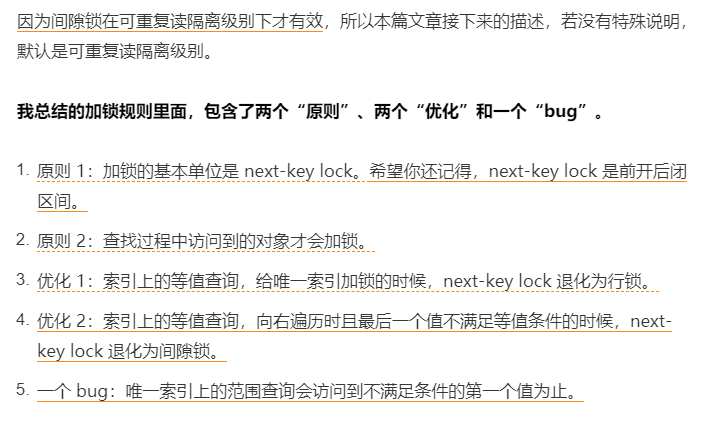 因为间隙锁在可重复读隔离级别下才有效，所以本篇文章接下来的描述，若没有特殊说明，
默认是可重复读隔离级别。
我总结的加锁规则里面，包含了两个“原则”、两个“优化”和一个“bug”。
1. 原则 1：加锁的基本单位是 next-key lock。希望你还记得，next-key lock 是前开后闭
区间。
2. 原则 2：查找过程中访问到的对象才会加锁。
3. 优化 1：索引上的等值查询，给唯一索引加锁的时候，next-key lock 退化为行锁。
4. 优化 2：索引上的等值查询，向右遍历时且最后一个值不满足等值条件的时候，next-
key lock 退化为间隙锁。
5. 一个 bug：唯一索引上的范围查询会访问到不满足条件的第一个值为止。